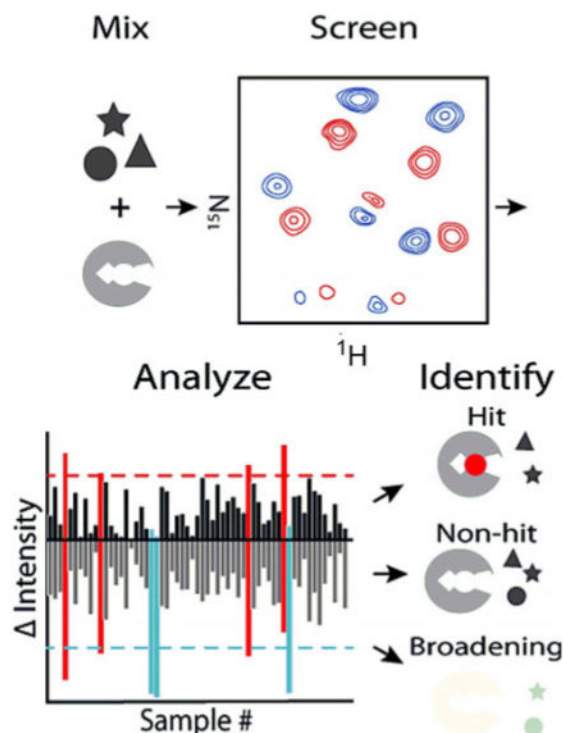 Mix
Screen
+
15N
1H
Analyze
Identify
Hit
Non-hit
Broadening
Δ Intensity
Sample #